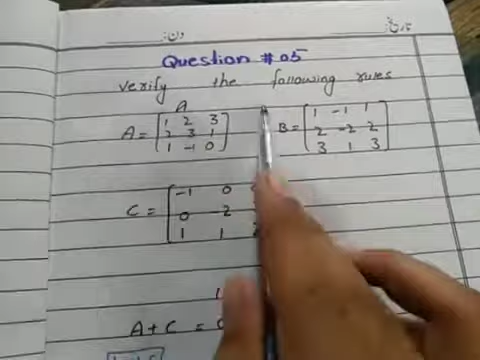 دن:
تاریخ:
Question #05
verify the following rules
A
A = [1 2 3 B = [1 -1 1
2 3 1 2 -2 2
1 -1 0] 3 1 3]
C = [-1 0
0 -2
1 1
A+C =